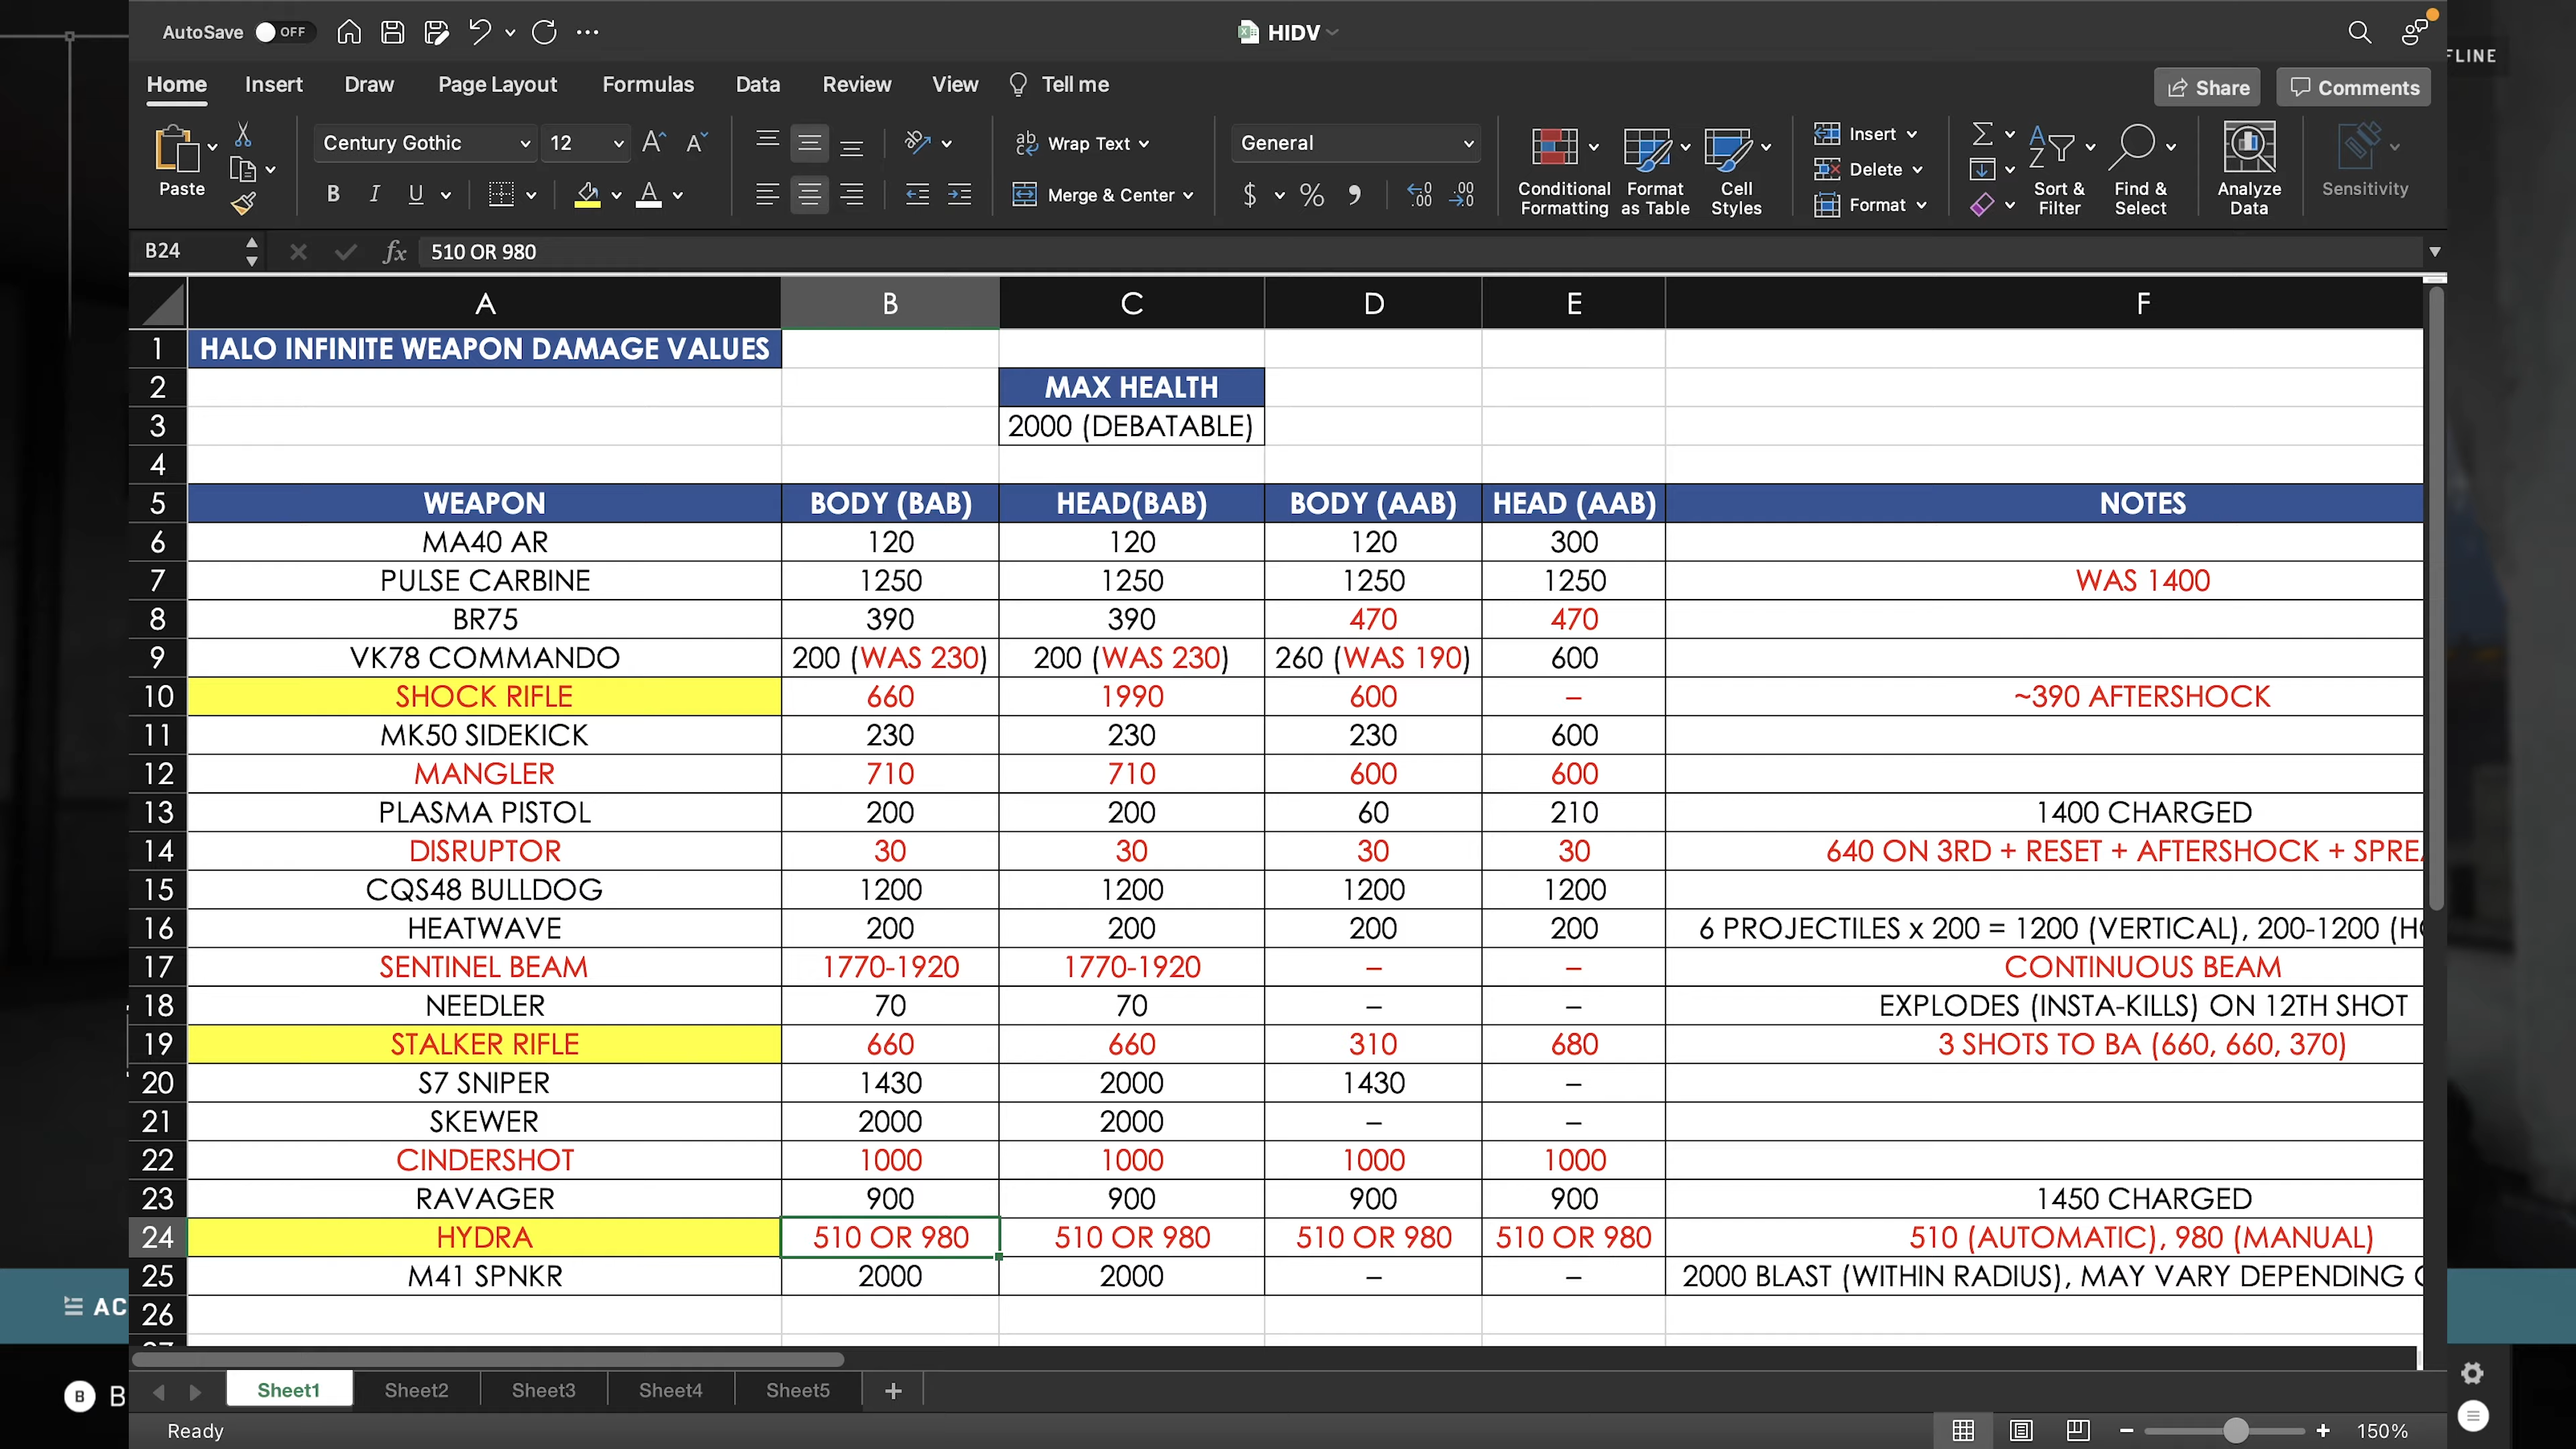 AutoSave OFF
HIDV
FLINE
Home Insert Draw Page Layout Formulas Data Review View Tell me
Share Comments
Paste
Century Gothic 12
B I U
Wrap Text
Merge & Center
General
Conditional Formatting
Format as Table
Cell Styles
Insert
Delete
Format
Sort & Filter
Find & Select
Analyze Data
Sensitivity
B24 fx 510 OR 980
A B C D E F
1 HALO INFINITE WEAPON DAMAGE VALUES
2 MAX HEALTH
3 2000 (DEBATABLE)
4
5 WEAPON BODY (BAB) HEAD(BAB) BODY (AAB) HEAD (AAB) NOTES
6 MA40 AR 120 120 120 300
7 PULSE CARBINE 1250 1250 1250 1250 WAS 1400
8 BR75 390 390 470 470
9 VK78 COMMANDO 200 (WAS 230) 200 (WAS 230) 260 (WAS 190) 600
10 SHOCK RIFLE 660 1990 600 – ~390 AFTERSHOCK
11 MK50 SIDEKICK 230 230 230 600
12 MANGLER 710 710 600 600
13 PLASMA PISTOL 200 200 60 210 1400 CHARGED
14 DISRUPTOR 30 30 30 30 640 ON 3RD + RESET + AFTERSHOCK +
15 CQS48 BULLDOG 1200 1200 1200 1200
16 HEATWAVE 200 200 200 200 6 PROJECTILES x 200 = 1200 (VERTICAL), 200-1200
17 SENTINEL BEAM 1770-1920 1770-1920 – – CONTINUOUS BEAM
18 NEEDLER 70 70 – – EXPLODES (INSTA-KILLS) ON 12TH SHOT
19 STALKER RIFLE 660 660 310 680 3 SHOTS TO BA (660, 660, 370)
20 S7 SNIPER 1430 2000 1430 –
21 SKEWER 2000 2000 – –
22 CINDERSHOT 1000 1000 1000 1000
23 RAVAGER 900 900 900 900 1450 CHARGED
24 HYDRA 510 OR 980 510 OR 980 510 OR 980 510 OR 980 510 (AUTOMATIC), 980 (MANUAL)
25 M41 SPNKR 2000 2000 – – 2000 BLAST (WITHIN RADIUS), MAY VARY DEPENDING
26
AC
B B
Sheet1 Sheet2 Sheet3 Sheet4 Sheet5 +
Ready
150%